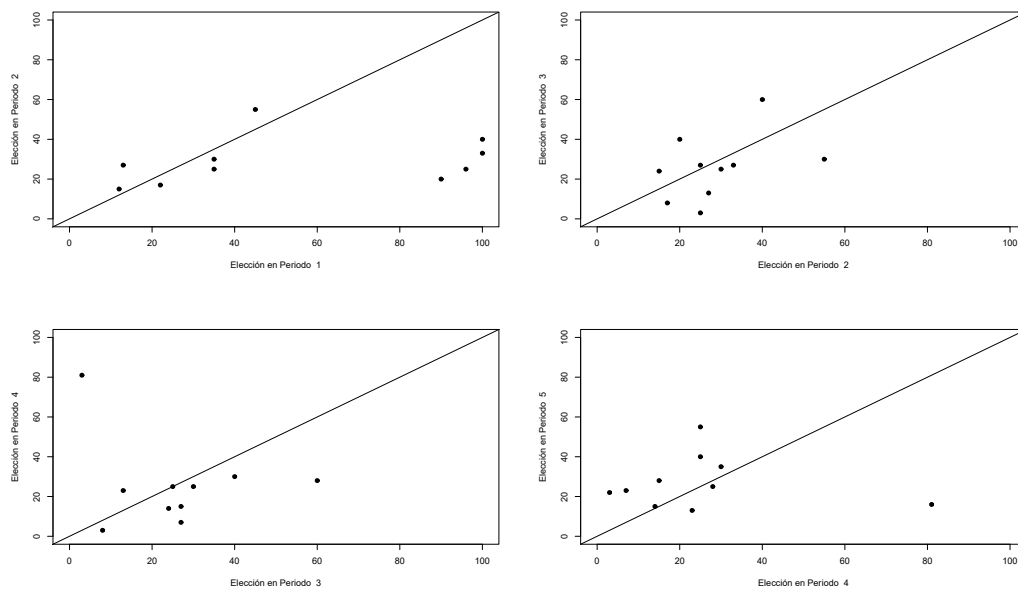 100
80
60
40
20
0
Elección en Periodo 2
0 20 40 60 80 100
Elección en Periodo 1
100
80
60
40
20
0
Elección en Periodo 3
0 20 40 60 80 100
Elección en Periodo 2
100
80
60
40
20
0
Elección en Periodo 4
0 20 40 60 80 100
Elección en Periodo 3
100
80
60
40
20
0
Elección en Periodo 5
0 20 40 60 80 100
Elección en Periodo 4